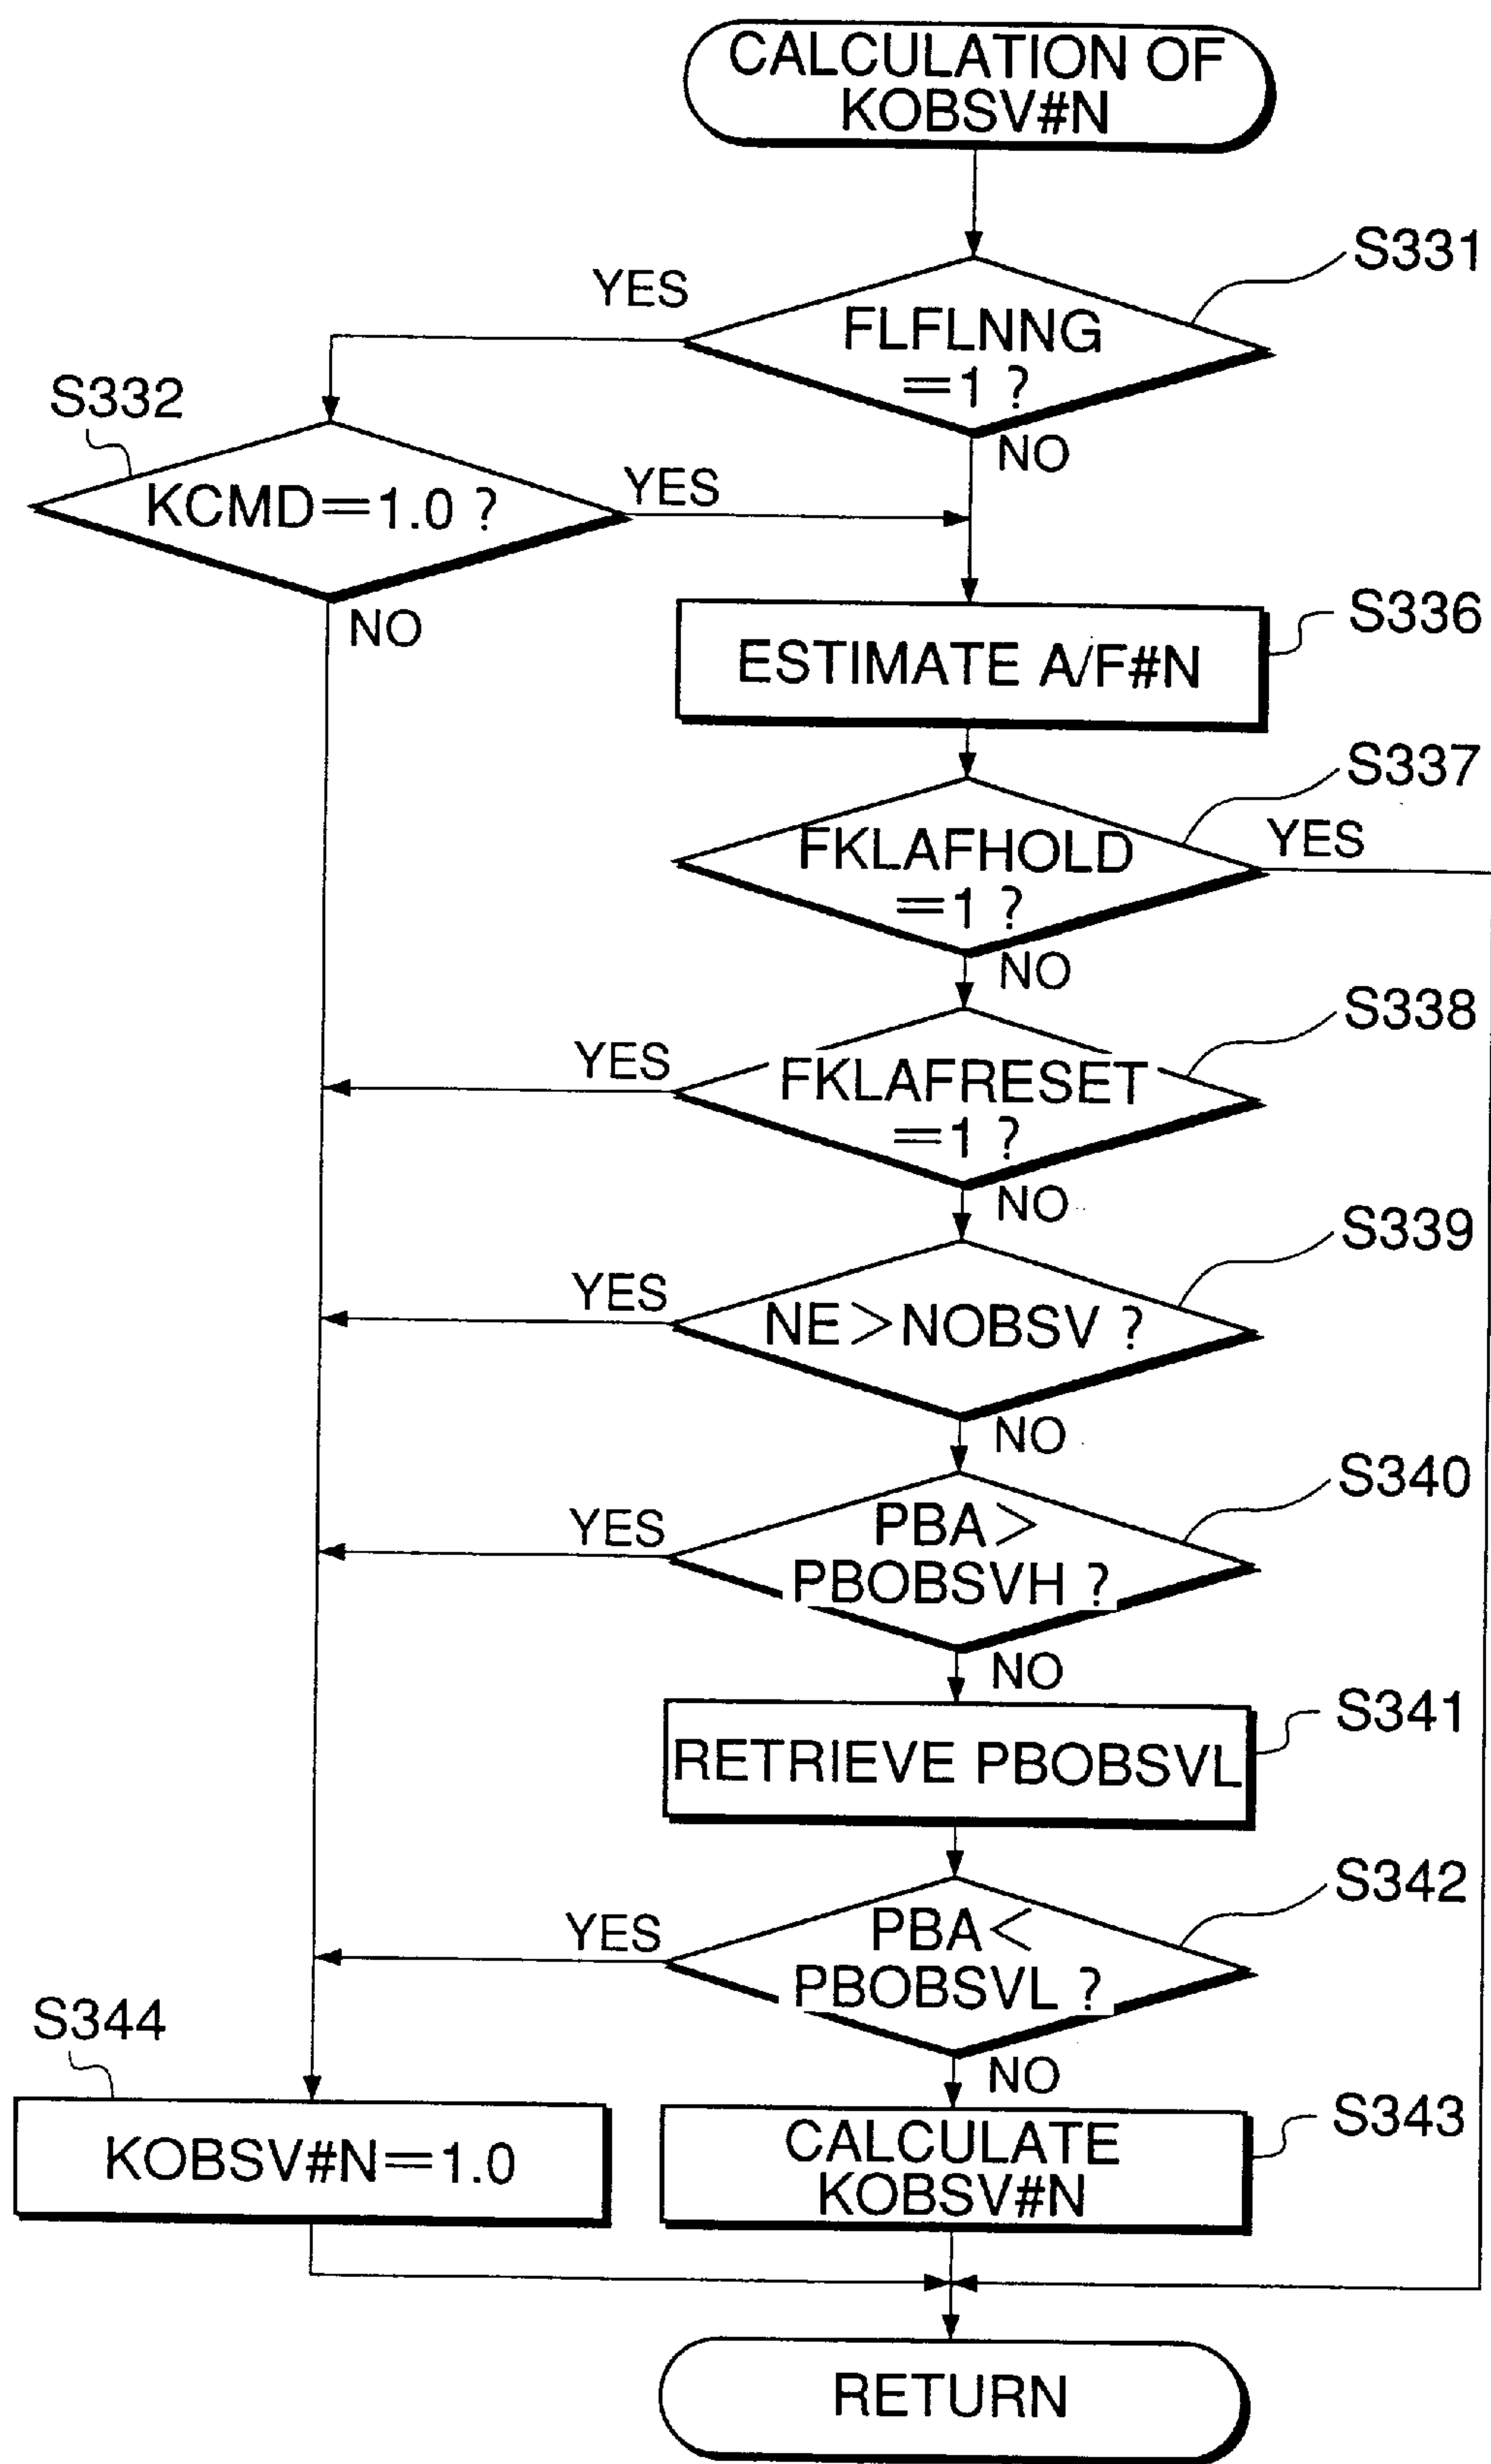 CALCULATION OF
KOBSV#N
S331
YES
FLFLNNG
=1 ?
NO
S332
KCMD=1.0 ?
YES
NO
S336
ESTIMATE A/F#N
S337
FKLAFHOLD
=1 ?
YES
NO
S338
YES
FKLAFRESET
=1 ?
NO
S339
YES
NE>NOBSV ?
NO
S340
YES
PBA>
PBOBSVH ?
NO
S341
RETRIEVE PBOBSVL
S342
YES
PBA<
PBOBSVL ?
NO
S344
KOBSV#N=1.0
S343
CALCULATE
KOBSV#N
RETURN